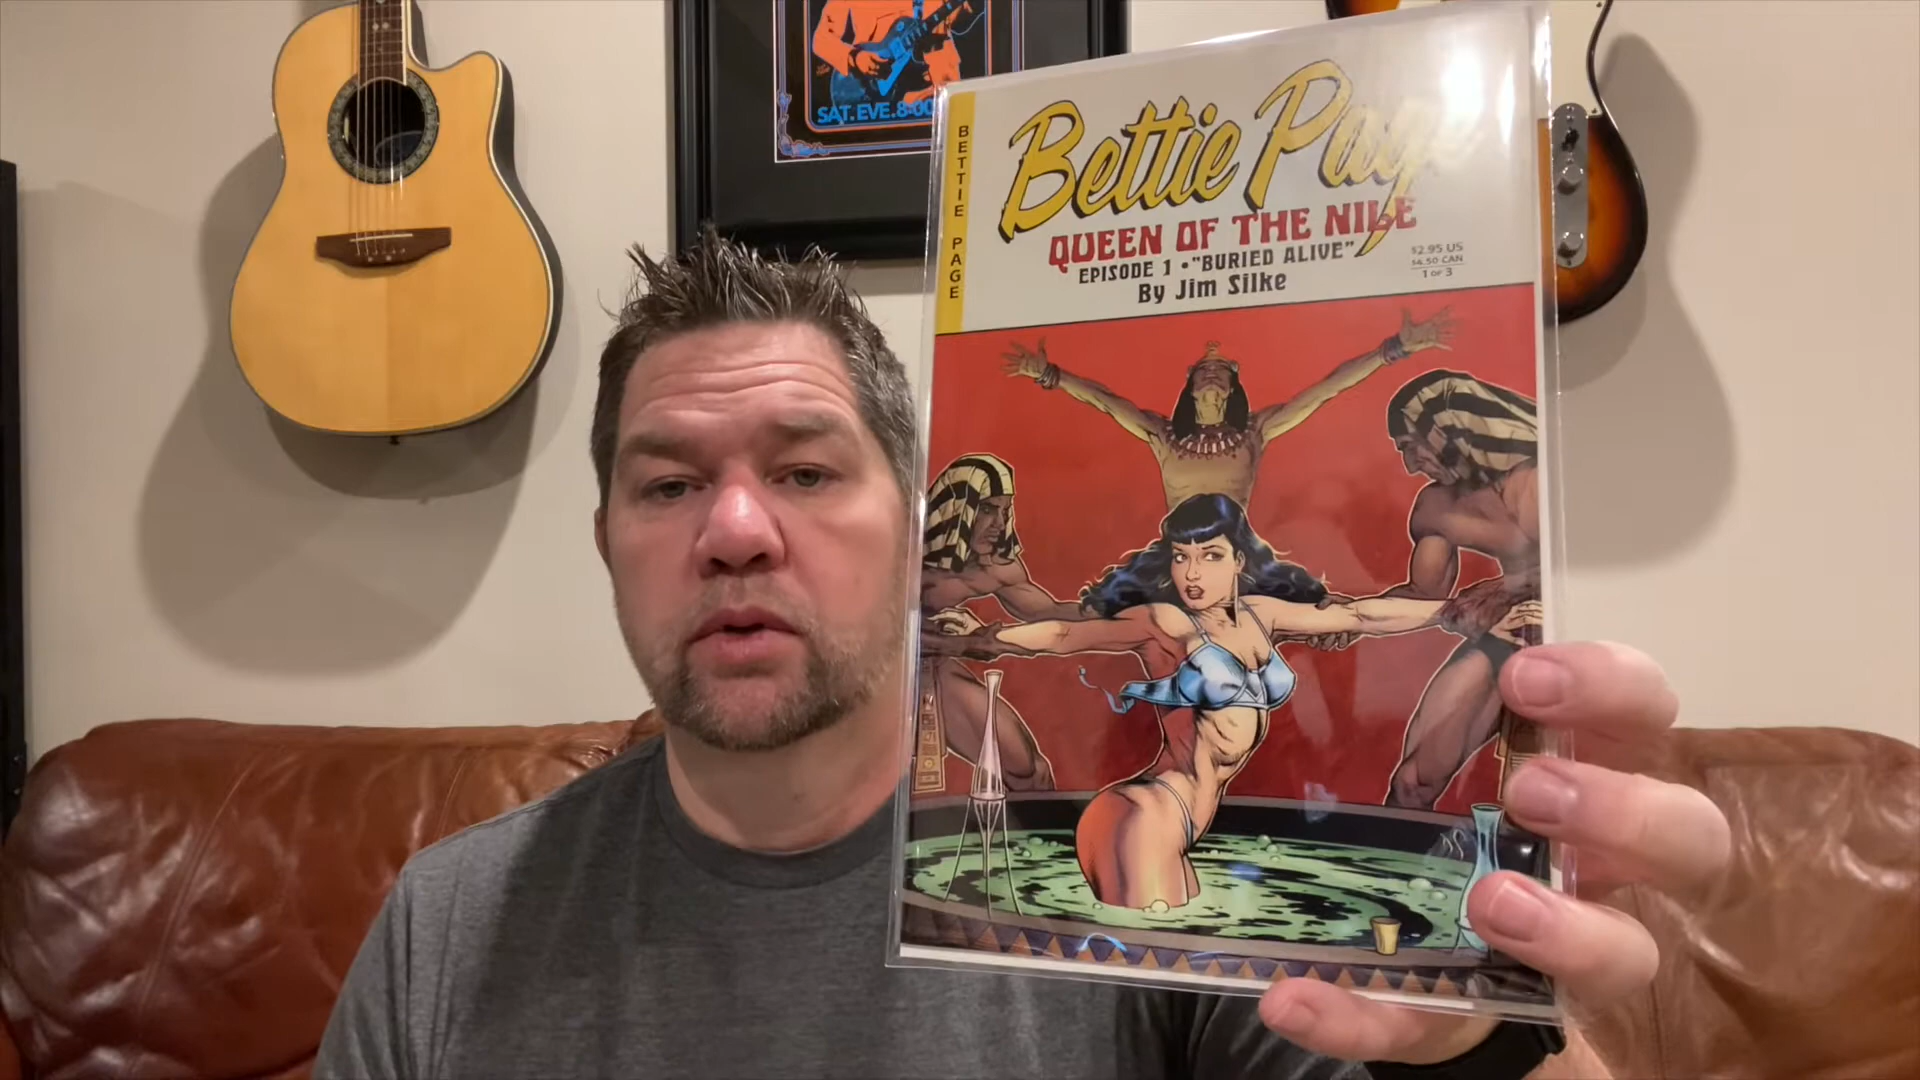 SAT. EVE. 8-00
BETTIE PAGE
Bettie Page
QUEEN OF THE NILE
EPISODE 1 • "BURIED ALIVE"
By Jim Silke
$2.95 US
$4.50 CAN
1 OF 3